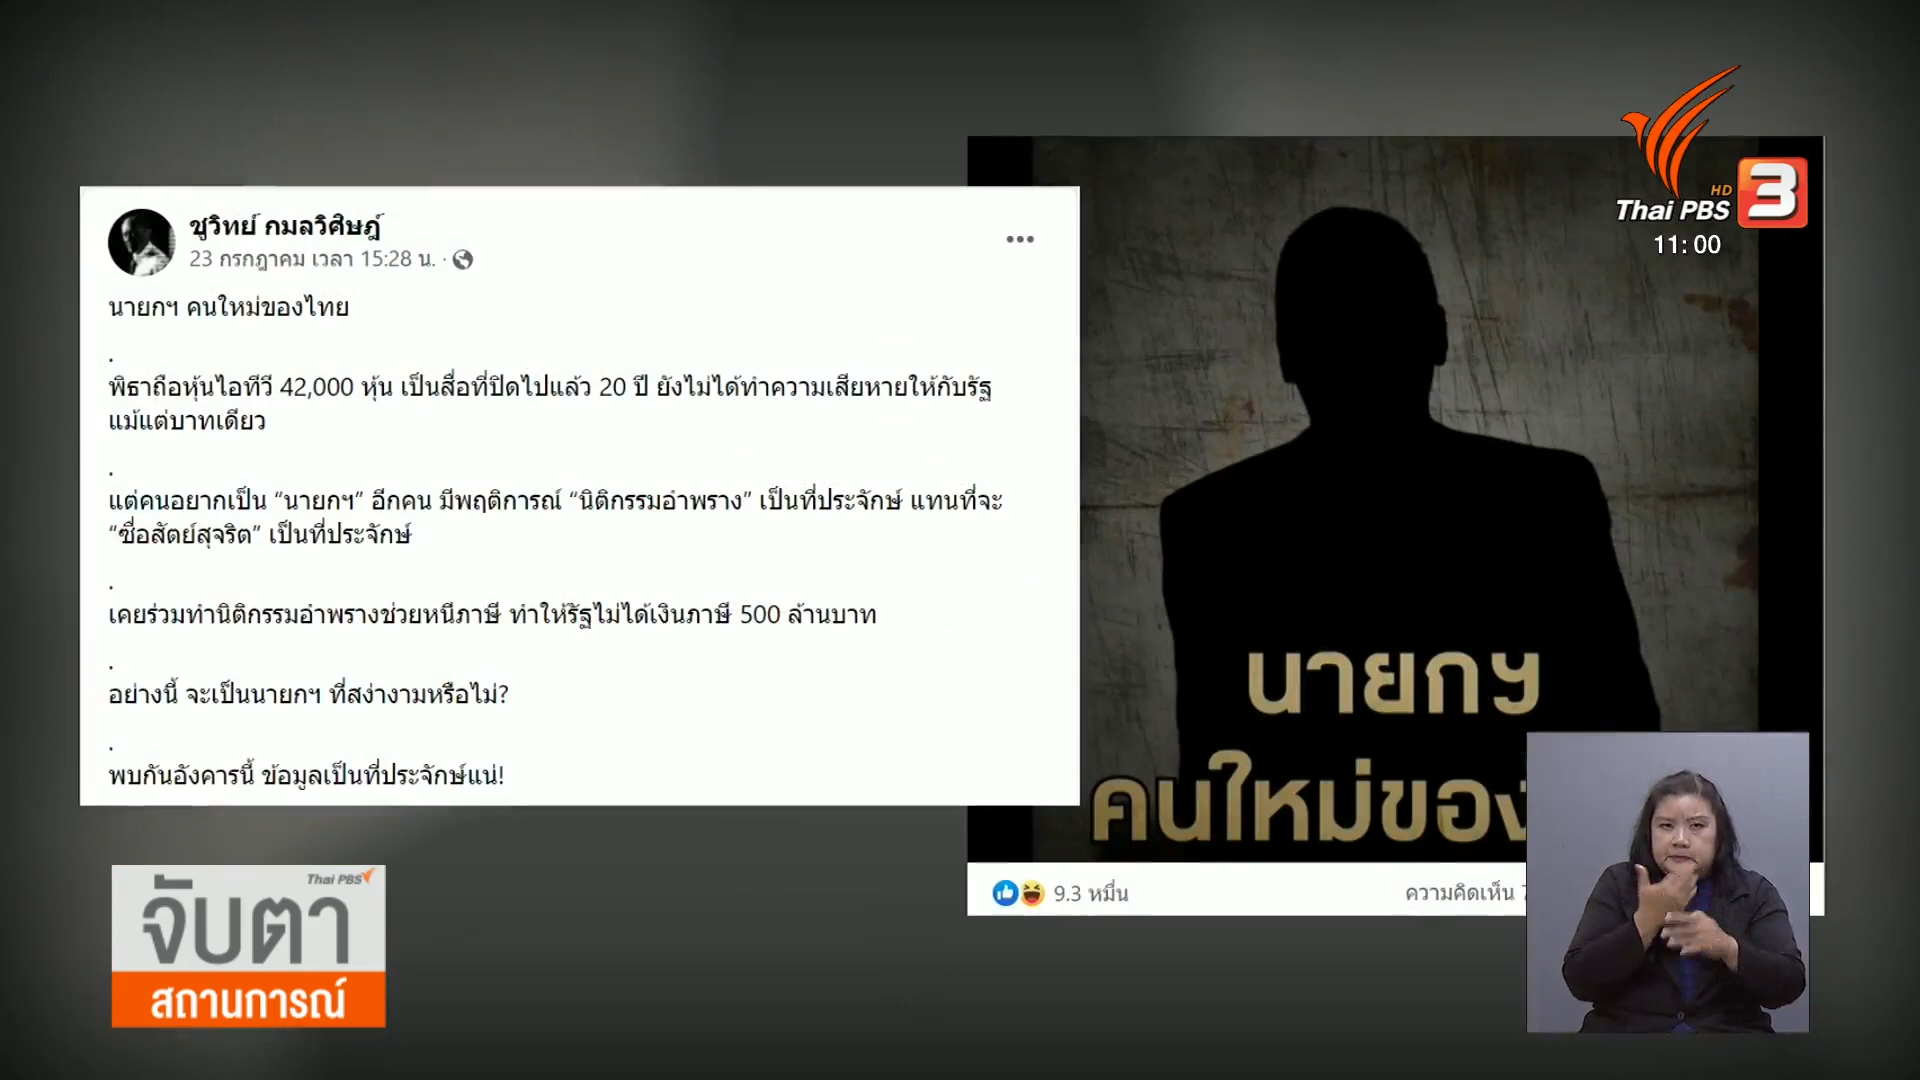 ชูวิทย์ กมลวิศิษฎ์
23 กรกฎาคม เวลา 15:28 น. ·
นายกฯ คนใหม่ของไทย
.
พิธาถือหุ้นไอทีวี 42,000 หุ้น เป็นสื่อที่ปิดไปแล้ว 20 ปี ยังไม่ได้ทำความเสียหายให้กับรัฐ
แม้แต่บาทเดียว
.
แต่คนอยากเป็น “นายกฯ” อีกคน มีพฤติการณ์ “นิติกรรมอำพราง” เป็นที่ประจักษ์ แทนที่จะ
“ซื่อสัตย์สุจริต” เป็นที่ประจักษ์
.
เคยร่วมทำนิติกรรมอำพรางช่วยหนีภาษี ทำให้รัฐไม่ได้เงินภาษี 500 ล้านบาท
.
อย่างนี้ จะเป็นนายกฯ ที่สง่างามหรือไม่?
.
พบกันอังคารนี้ ข้อมูลเป็นที่ประจักษ์แน่!
HD
Thai PBS 3
11:00
นายกฯ
คนใหม่ของ
9.3 หมื่น
ความคิดเห็น
Thai PBS
จับตา
สถานการณ์